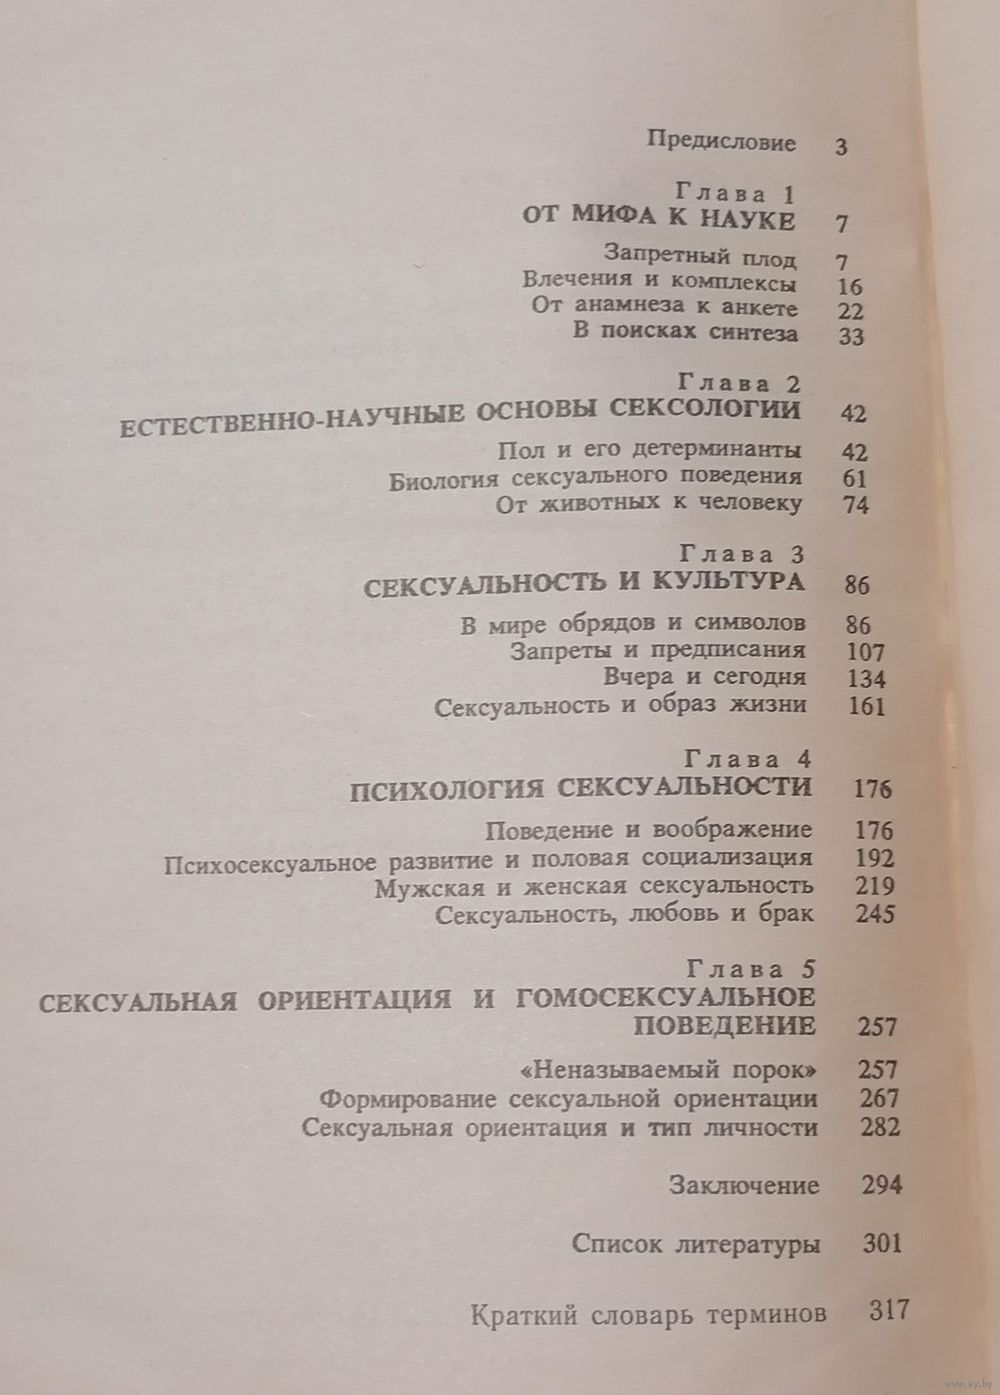 Предисловие 3
Глава 1
ОТ МИФА К НАУКЕ 7
Запретный плод 7
Влечения и комплексы 16
От анамнеза к анкете 22
В поисках синтеза 33
Глава 2
ЕСТЕСТВЕННО-НАУЧНЫЕ ОСНОВЫ СЕКСОЛОГИИ 42
Пол и его детерминанты 42
Биология сексуального поведения 61
От животных к человеку 74
Глава 3
СЕКСУАЛЬНОСТЬ И КУЛЬТУРА 86
В мире обрядов и символов 86
Запреты и предписания 107
Вчера и сегодня 134
Сексуальность и образ жизни 161
Глава 4
ПСИХОЛОГИЯ СЕКСУАЛЬНОСТИ 176
Поведение и воображение 176
Психосексуальное развитие и половая социализация 192
Мужская и женская сексуальность 219
Сексуальность, любовь и брак 245
Глава 5
СЕКСУАЛЬНАЯ ОРИЕНТАЦИЯ И ГОМОСЕКСУАЛЬНОЕ
ПОВЕДЕНИЕ 257
«Неназываемый порок» 257
Формирование сексуальной ориентации 267
Сексуальная ориентация и тип личности 282
Заключение 294
Список литературы 301
Краткий словарь терминов 317
www.ay.by